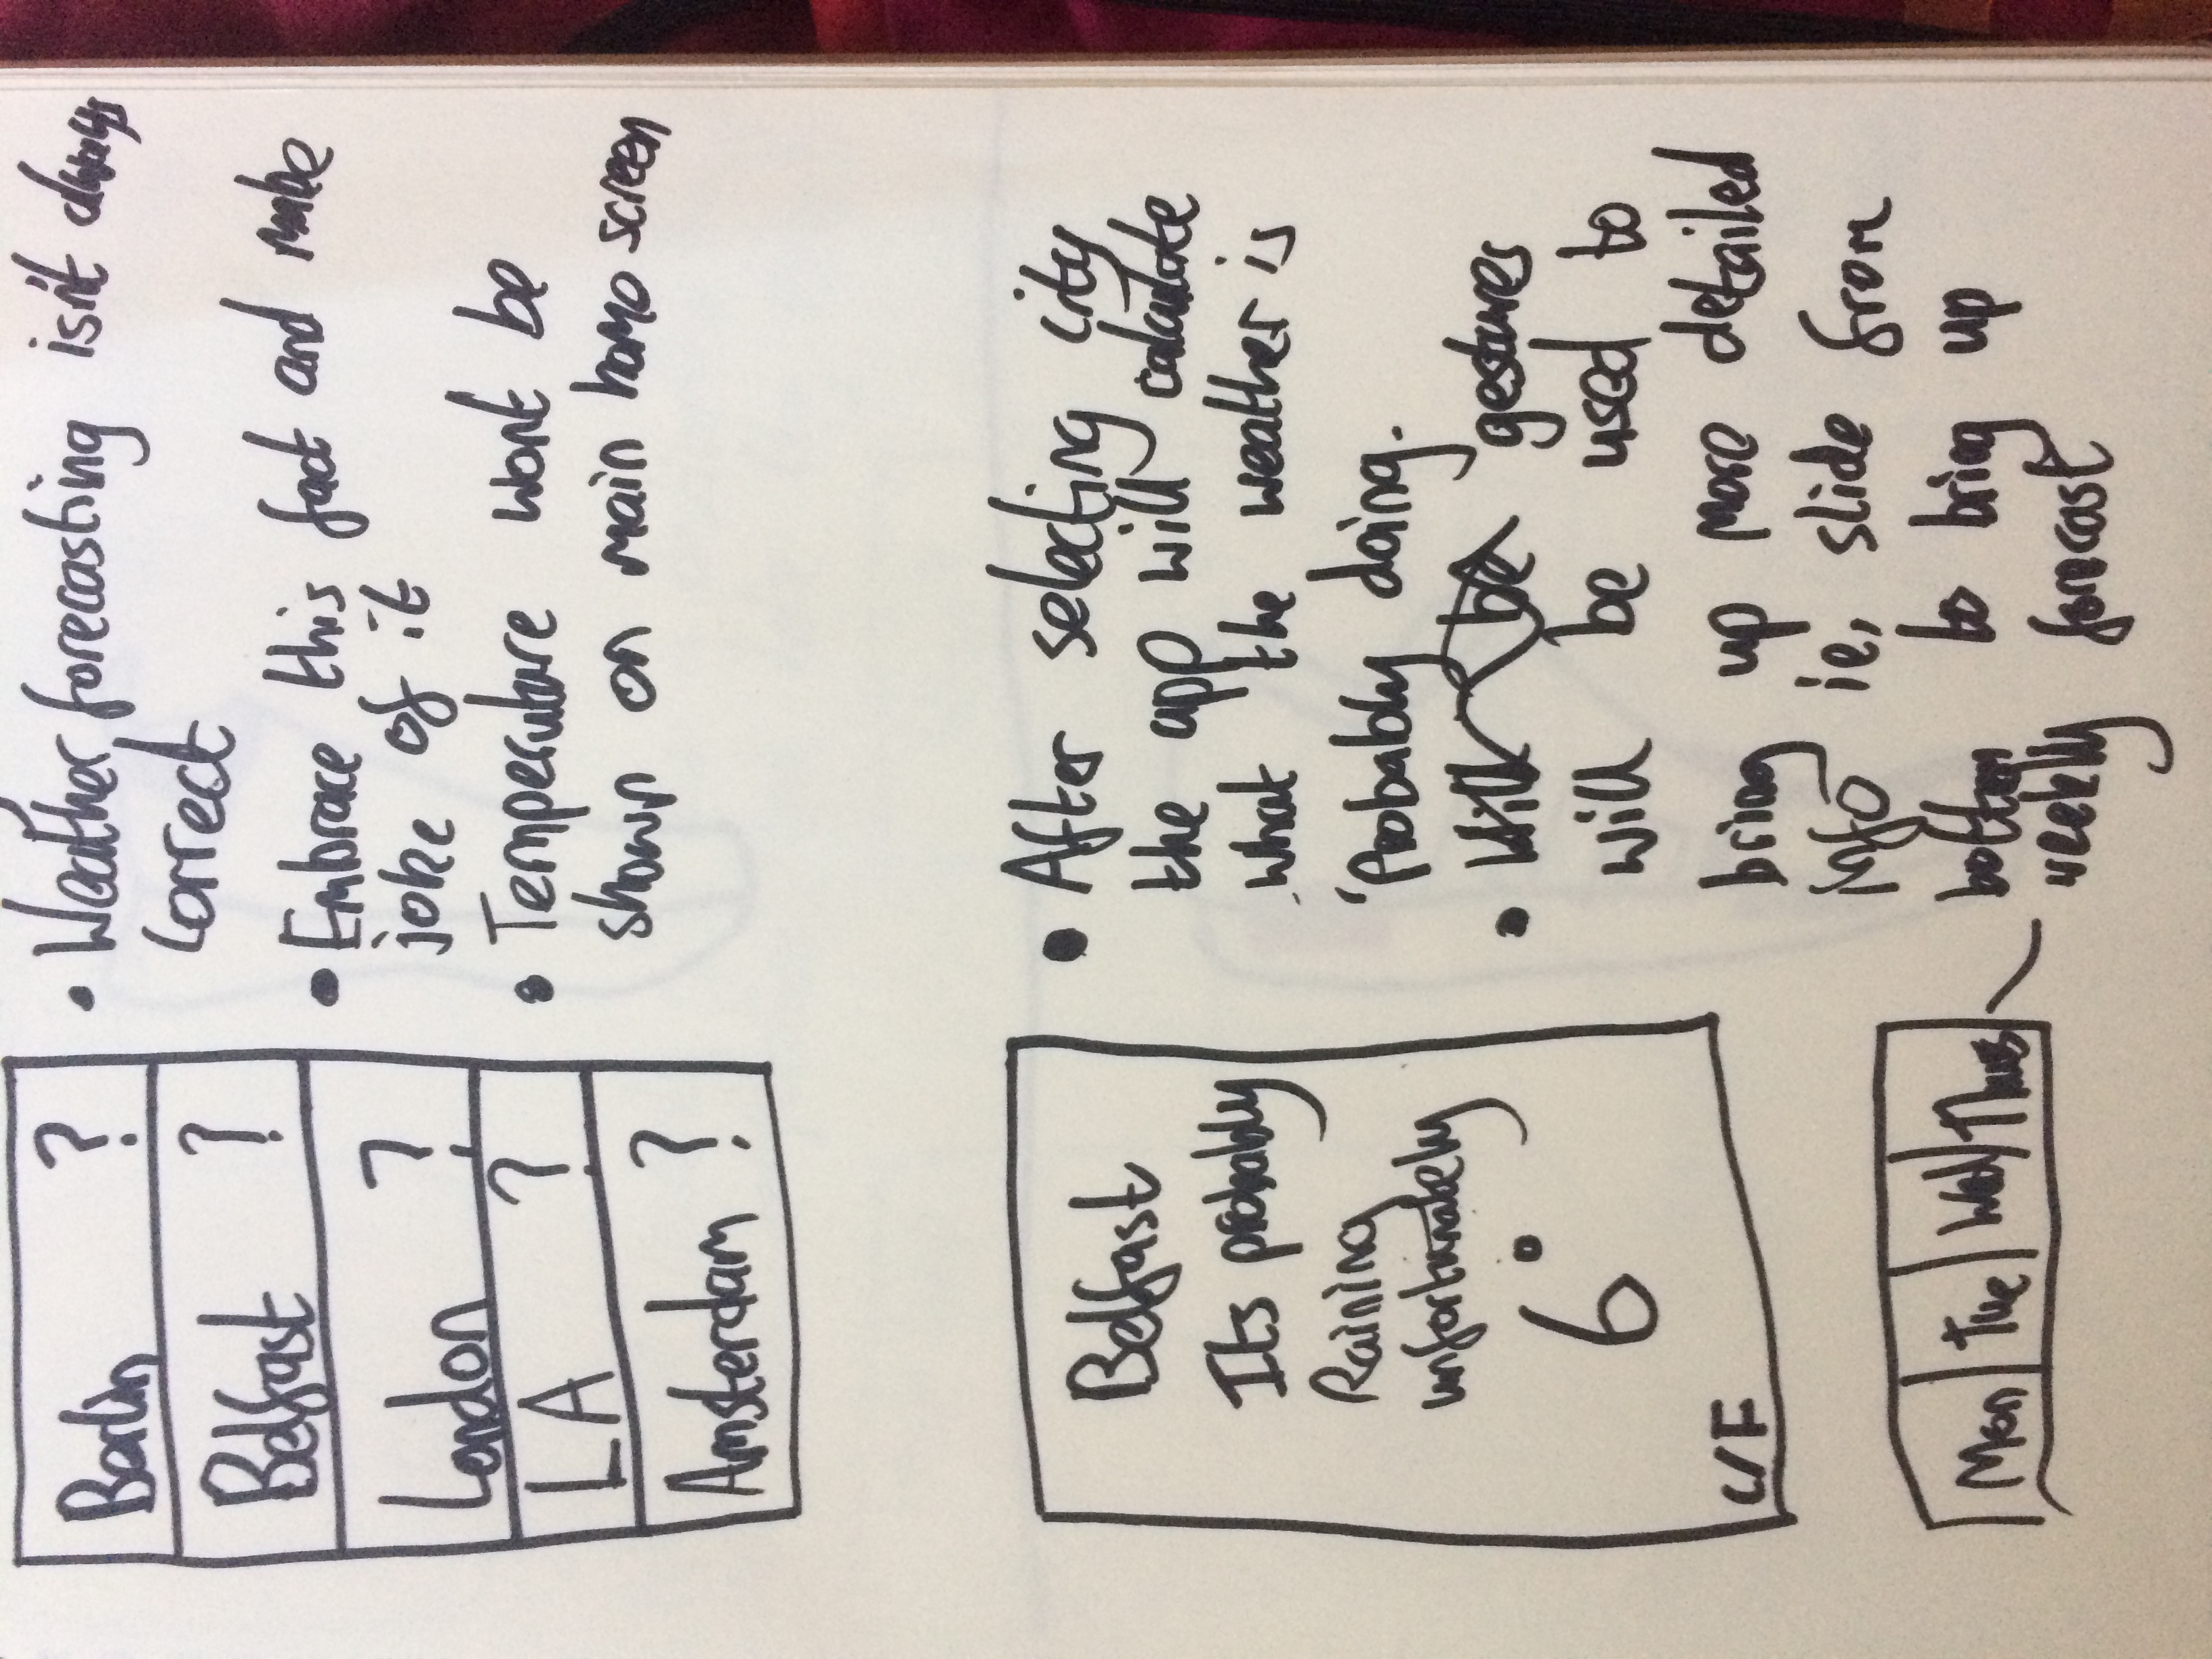 Berlin ?
Belfast ?
London ?
LA ?
Amsterdam ?
• Weather forecasting isn't always
correct
• Embrace this fact and make
joke of it
• Temperature wont be
shown on main home screen
Belfast
Its probably
Raining
unfortunately
6°
C/F
Mon Tue Wed Thurs
• After selecting city
the app will calculate
what the weather is
'Probably doing.
• Will be gestures
will be used to
bring up more detailed
info ie, slide from
bottom to bring up
weekly forecast